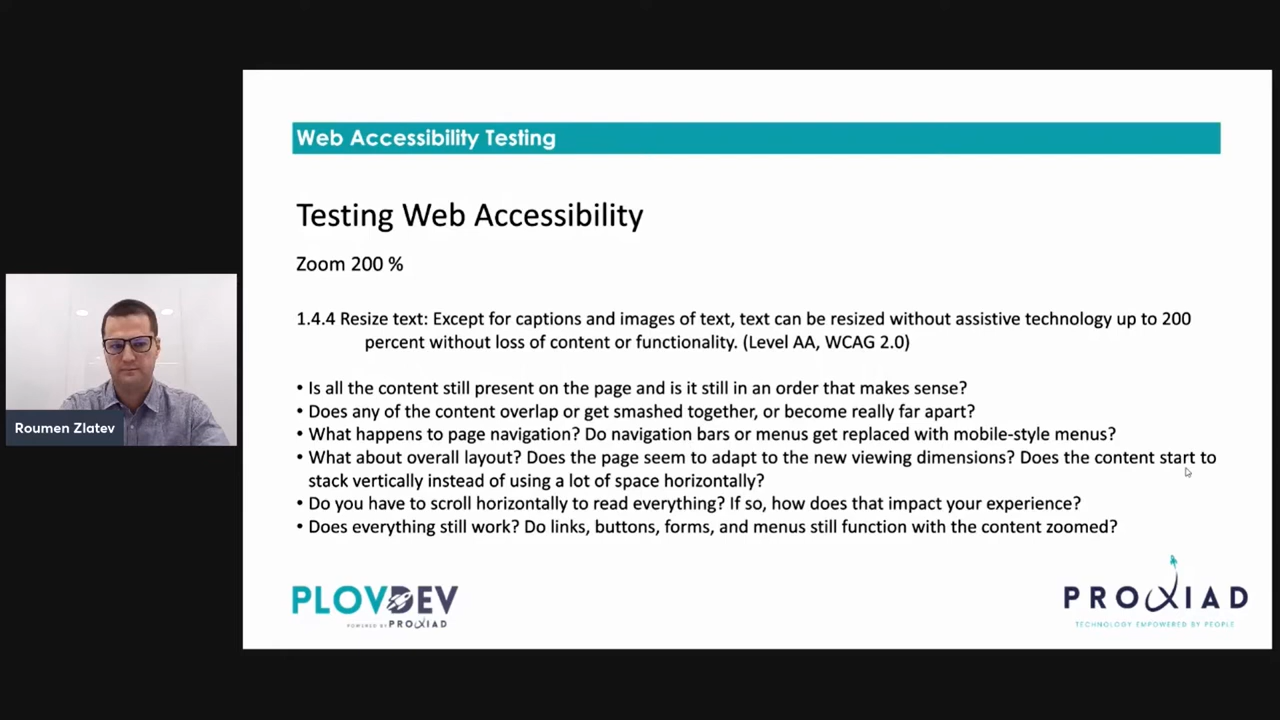 Web Accessibility Testing
Testing Web Accessibility
Zoom 200 %
1.4.4 Resize text: Except for captions and images of text, text can be resized without assistive technology up to 200
percent without loss of content or functionality. (Level AA, WCAG 2.0)
• Is all the content still present on the page and is it still in an order that makes sense?
• Does any of the content overlap or get smashed together, or become really far apart?
• What happens to page navigation? Do navigation bars or menus get replaced with mobile-style menus?
• What about overall layout? Does the page seem to adapt to the new viewing dimensions? Does the content start to
stack vertically instead of using a lot of space horizontally?
• Do you have to scroll horizontally to read everything? If so, how does that impact your experience?
• Does everything still work? Do links, buttons, forms, and menus still function with the content zoomed?
Roumen Zlatev
PLOVDEV
POWERED BY PROXIAD
PROXIAD
TECHNOLOGY EMPOWERED BY PEOPLE